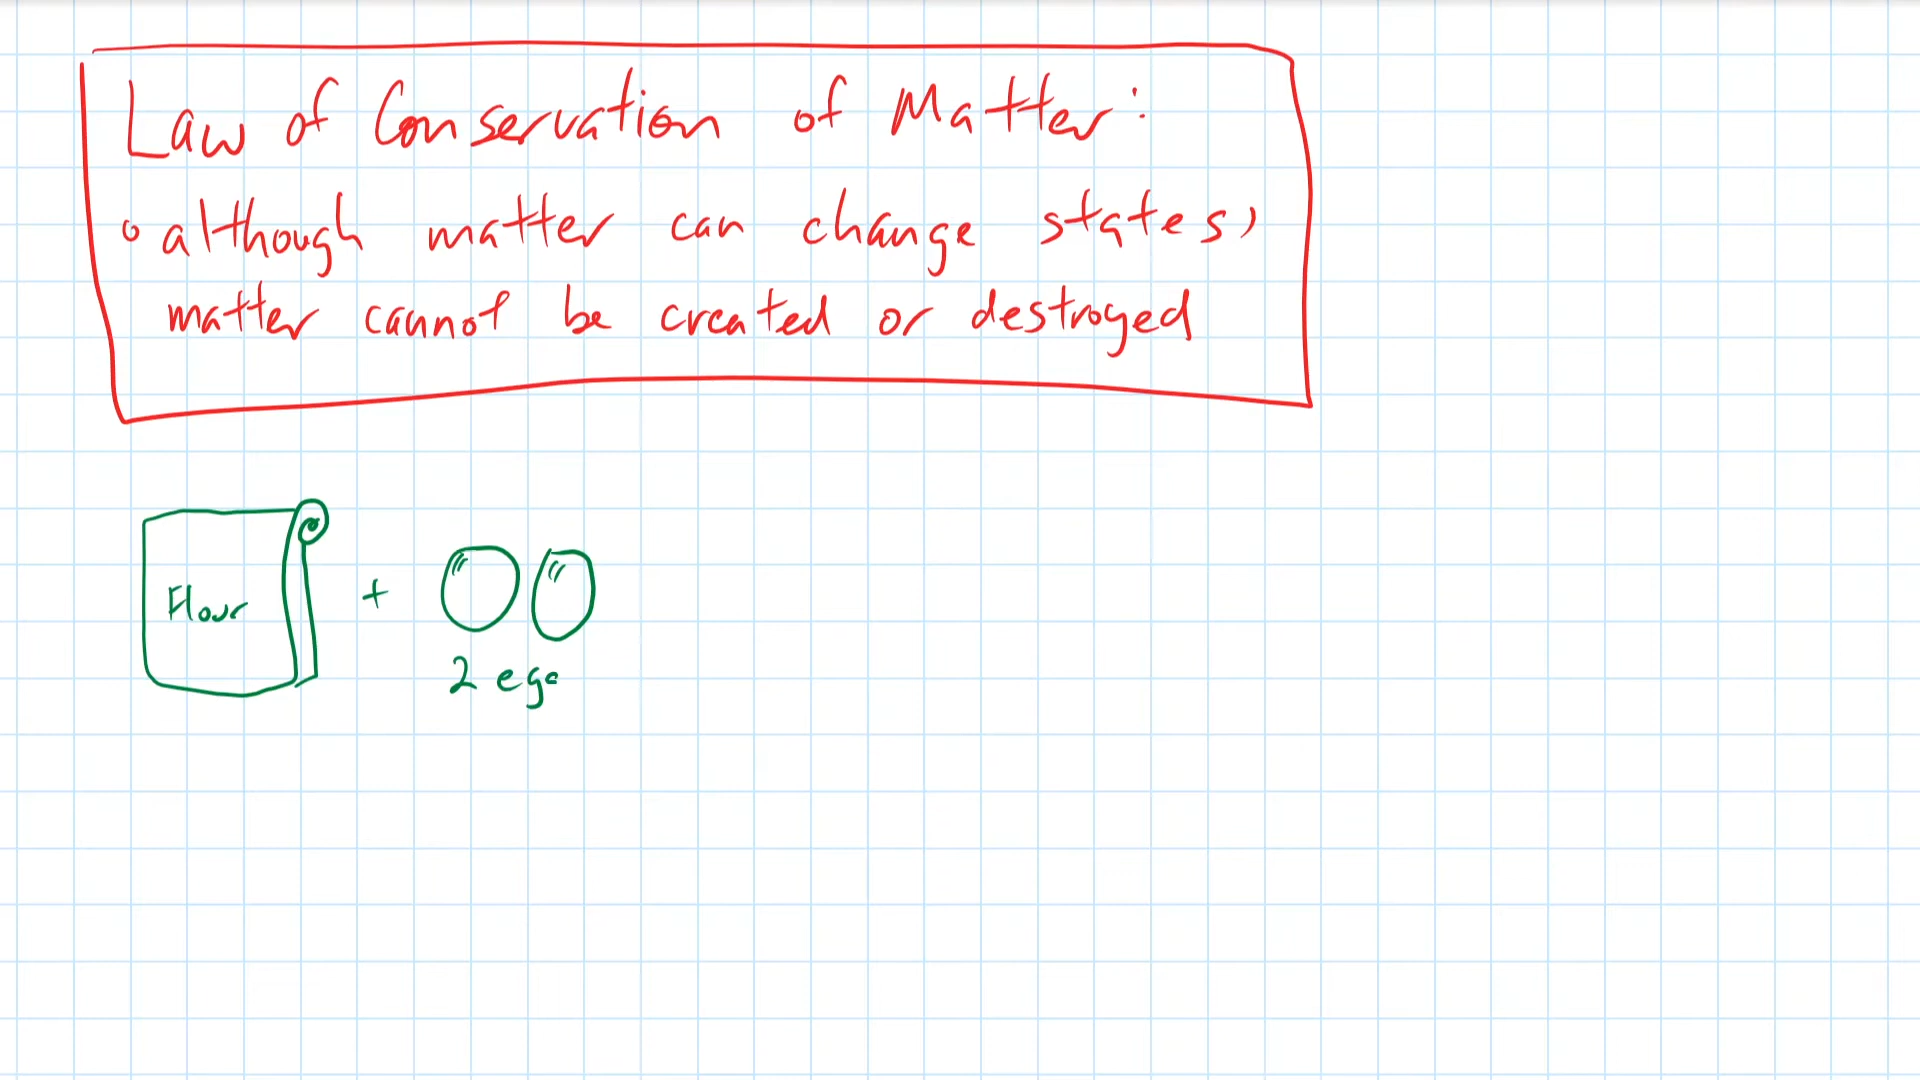 Law of Conservation of Matter:
although matter can change states,
matter cannot be created or destroyed
Flour
+
2 egg